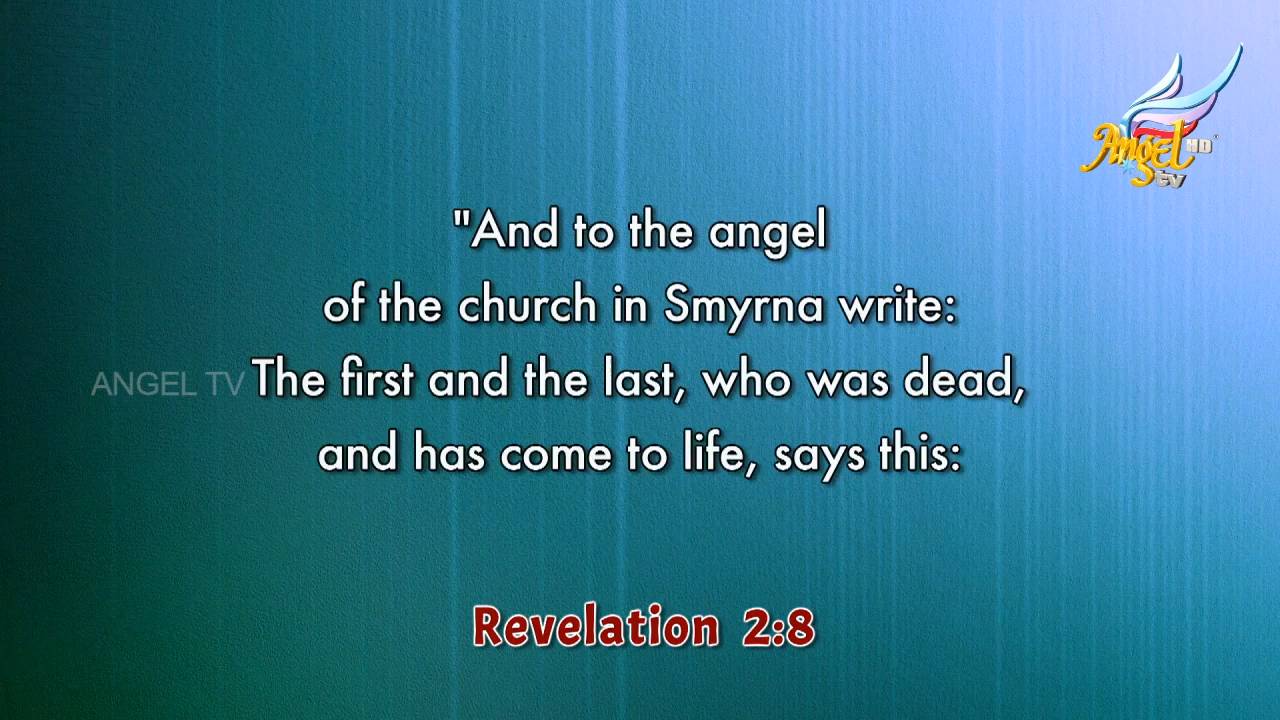 Angel HD
tv
"And to the angel
of the church in Smyrna write:
ANGEL TV
The first and the last, who was dead,
and has come to life, says this:
Revelation 2:8